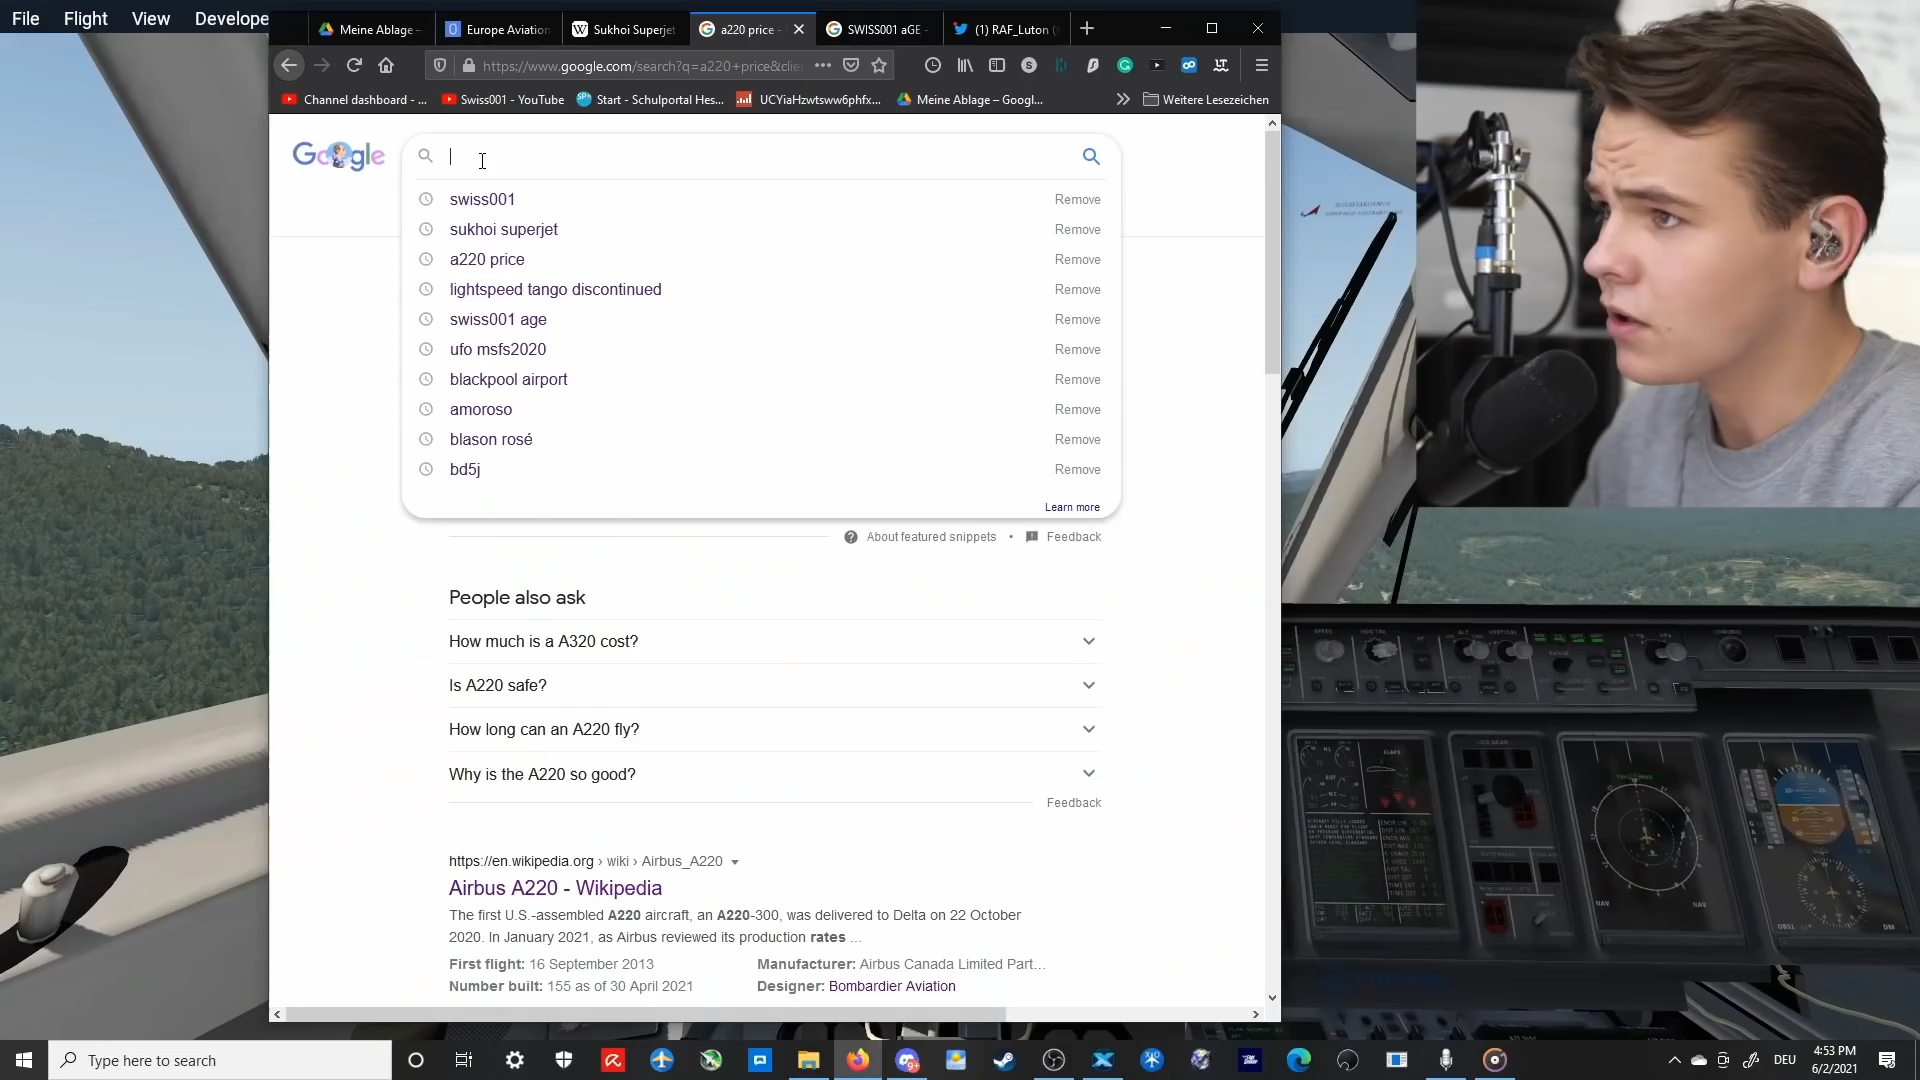 File Flight View Develope
Meine Ablage -
Europe Aviation
Sukhoi Superjet
a220 price -
SWISS001 aGE -
(1) RAF_Luton (
https://www.google.com/search?q=a220+price&clie
Channel dashboard - ...
Swiss001 - YouTube
Start - Schulportal Hes...
UCYiaHzwtsww6phfx...
Meine Ablage – Googl...
Weitere Lesezeichen
Google
swiss001 Remove
sukhoi superjet Remove
a220 price Remove
lightspeed tango discontinued Remove
swiss001 age Remove
ufo msfs2020 Remove
blackpool airport Remove
amoroso Remove
blason rosé Remove
bd5j Remove
Learn more
About featured snippets • Feedback
People also ask
How much is a A320 cost?
Is A220 safe?
How long can an A220 fly?
Why is the A220 so good?
Feedback
https://en.wikipedia.org › wiki › Airbus_A220
Airbus A220 - Wikipedia
The first U.S.-assembled A220 aircraft, an A220-300, was delivered to Delta on 22 October
2020. In January 2021, as Airbus reviewed its production rates ...
First flight: 16 September 2013 Manufacturer: Airbus Canada Limited Part...
Number built: 155 as of 30 April 2021 Designer: Bombardier Aviation
CHRONO
FLAPS
NAV NAV
DM
Type here to search
9+
DEU
4:53 PM
6/2/2021